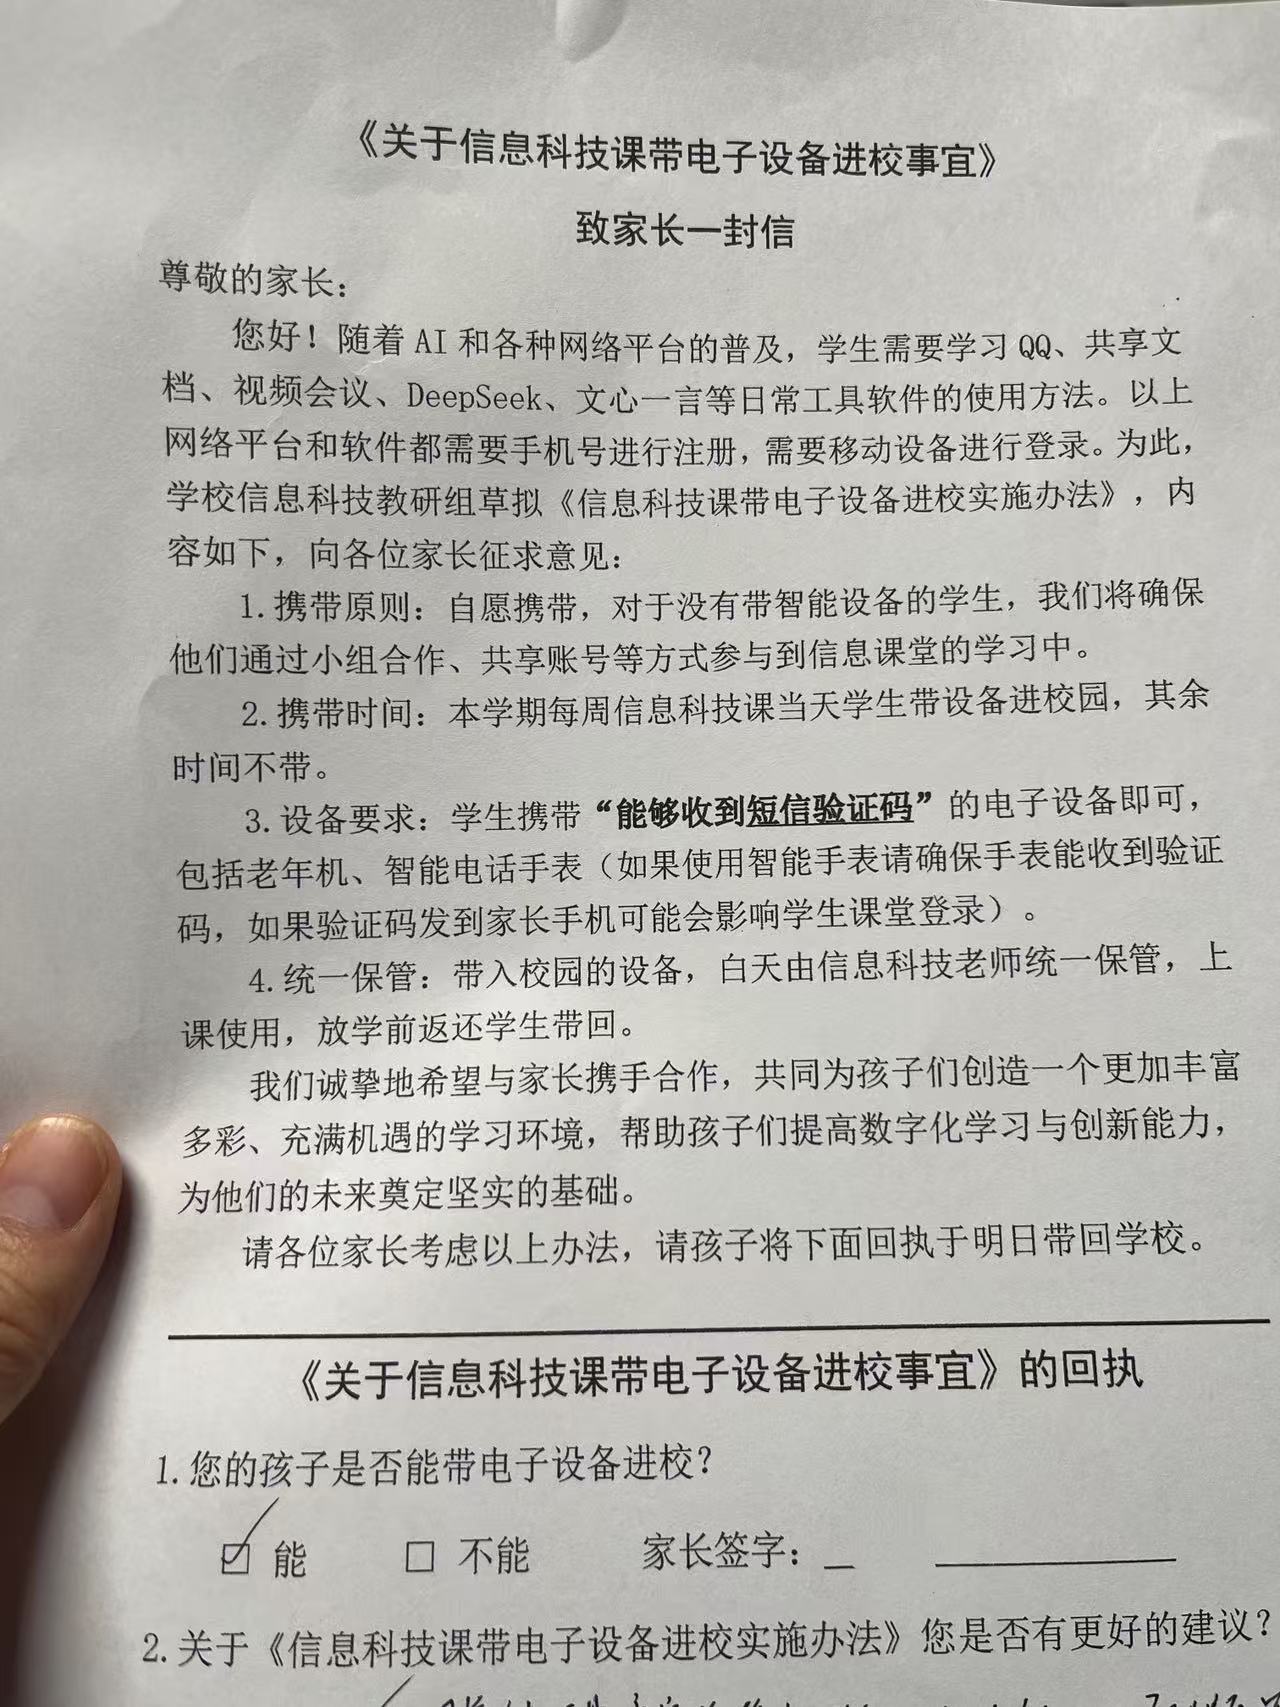 《关于信息科技课带电子设备进校事宜》
致家长一封信
尊敬的家长：
您好！随着 AI 和各种网络平台的普及，学生需要学习 QQ、共享文
档、视频会议、DeepSeek、文心一言等日常工具软件的使用方法。以上
网络平台和软件都需要手机号进行注册，需要移动设备进行登录。为此，
学校信息科技教研组草拟《信息科技课带电子设备进校实施办法》，内
容如下，向各位家长征求意见：
1.携带原则：自愿携带，对于没有带智能设备的学生，我们将确保
他们通过小组合作、共享账号等方式参与到信息课堂的学习中。
2.携带时间：本学期每周信息科技课当天学生带设备进校园，其余
时间不带。
3.设备要求：学生携带“能够收到短信验证码”的电子设备即可，
包括老年机、智能电话手表（如果使用智能手表请确保手表能收到验证
码，如果验证码发到家长手机可能会影响学生课堂登录）。
4.统一保管：带入校园的设备，白天由信息科技老师统一保管，上
课使用，放学前返还学生带回。
我们诚挚地希望与家长携手合作，共同为孩子们创造一个更加丰富
多彩、充满机遇的学习环境，帮助孩子们提高数字化学习与创新能力，
为他们的未来奠定坚实的基础。
请各位家长考虑以上办法，请孩子将下面回执于明日带回学校。
《关于信息科技课带电子设备进校事宜》的回执
1.您的孩子是否能带电子设备进校？
☑ 能 □ 不能 家长签字：
2.关于《信息科技课带电子设备进校实施办法》您是否有更好的建议？